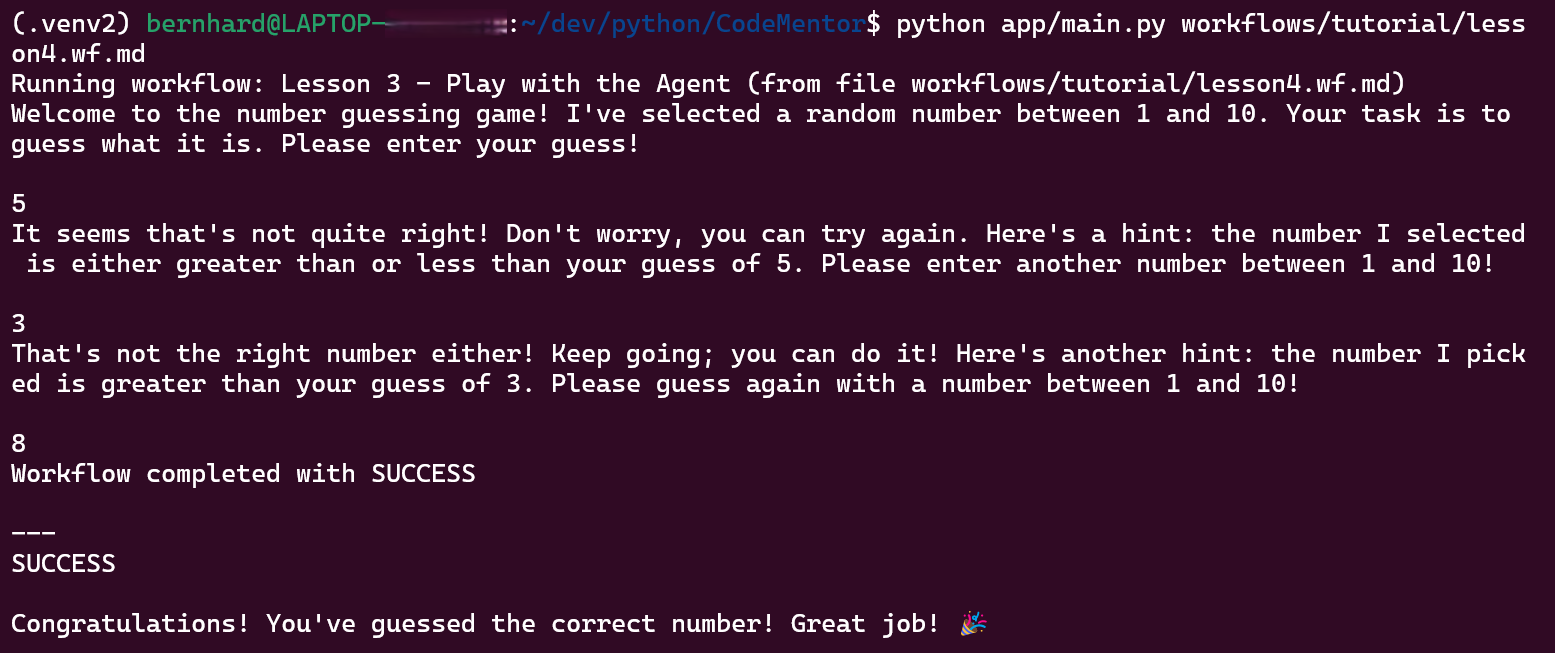 (.venv2) bernhard@LAPTOP-:~/dev/python/CodeMentor$ python app/main.py workflows/tutorial/less
on4.wf.md
Running workflow: Lesson 3 - Play with the Agent (from file workflows/tutorial/lesson4.wf.md)
Welcome to the number guessing game! I've selected a random number between 1 and 10. Your task is to
guess what it is. Please enter your guess!
5
It seems that's not quite right! Don't worry, you can try again. Here's a hint: the number I selected
is either greater than or less than your guess of 5. Please enter another number between 1 and 10!
3
That's not the right number either! Keep going; you can do it! Here's another hint: the number I pick
ed is greater than your guess of 3. Please guess again with a number between 1 and 10!
8
Workflow completed with SUCCESS
---
SUCCESS
Congratulations! You've guessed the correct number! Great job! 🎉